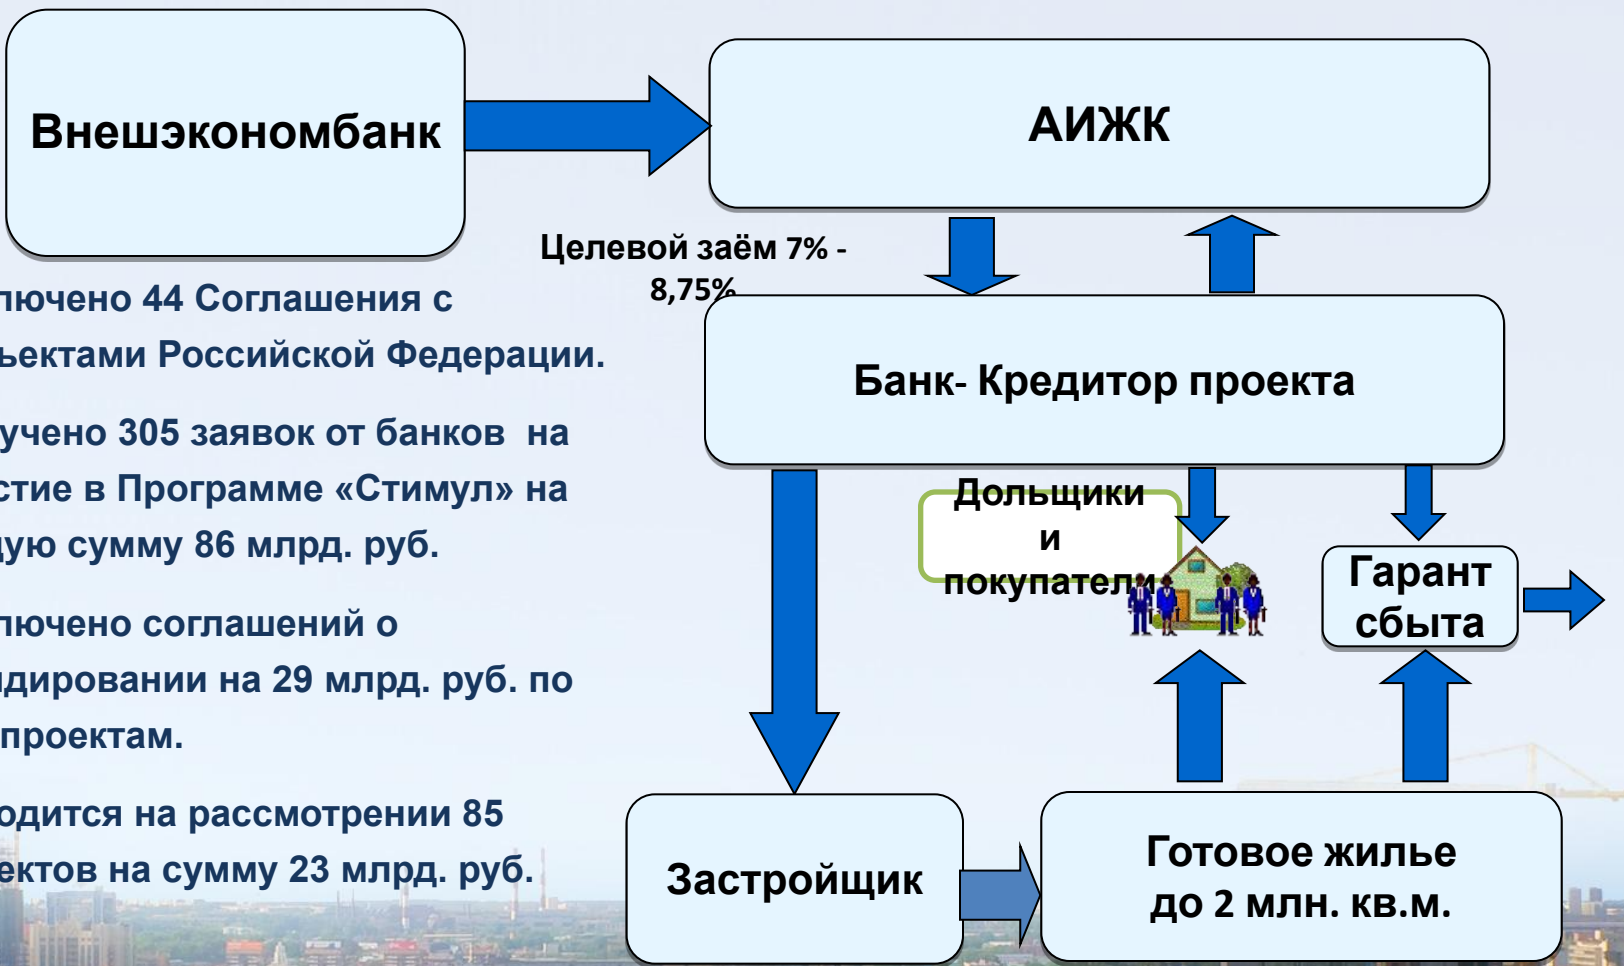 Внешэкономбанк
АИЖК
Целевой заём 7% -
8,75%
лючено 44 Соглашения с
ъектами Российской Федерации.
учено 305 заявок от банков на
стие в Программе «Стимул» на
ую сумму 86 млрд. руб.
лючено соглашений о
ндировании на 29 млрд. руб. по
проектам.
одится на рассмотрении 85
ектов на сумму 23 млрд. руб.
Банк- Кредитор проекта
Дольщики
и
покупатели
Гарант
сбыта
Застройщик
Готовое жилье
до 2 млн. кв.м.